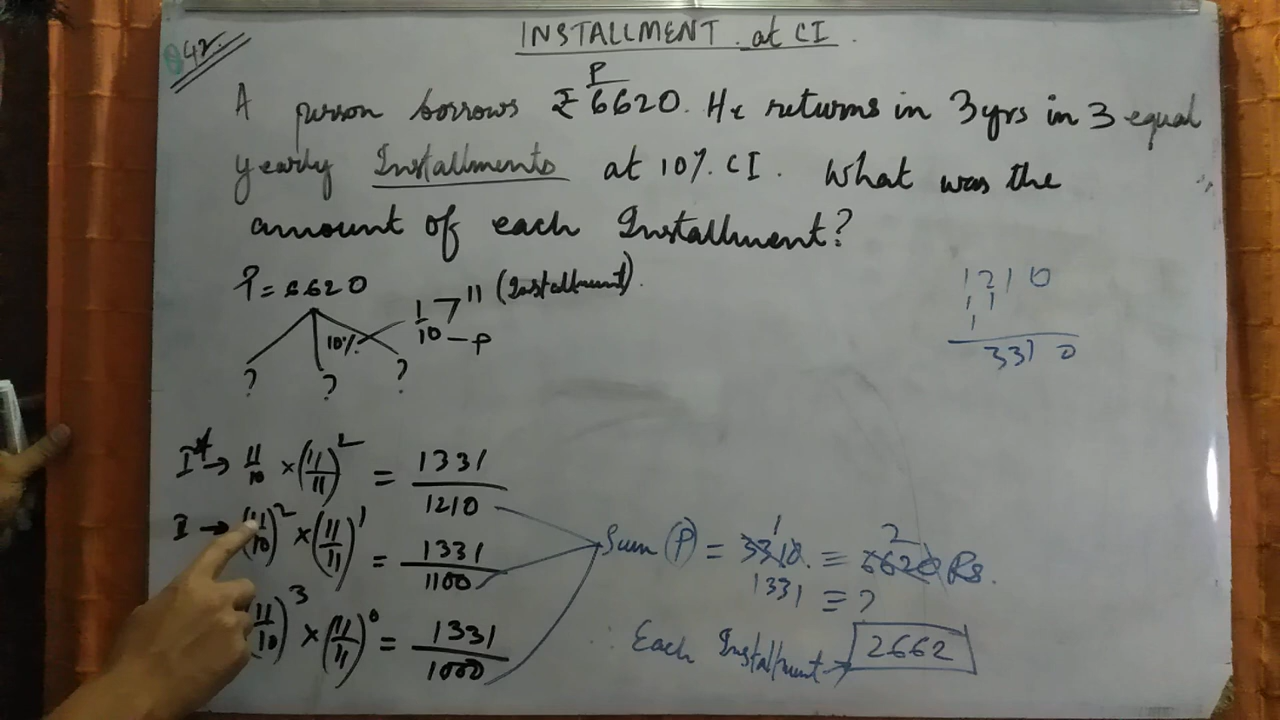 Q42.
INSTALLMENT at CI.
P
A person borrows ₹6620. He returns in 3yrs in 3 equal
yearly Installments at 10% CI. What was the
amount of each Installment?
P = 6620
10% 1/10 11 (Installment).
P
? ? ?
1210
11
1
3310
I → 11/10 × (11/11)^2 = 1331/1210
I → (11/10)^2 × (11/11)^1 = 1331/1100
(11/10)^3 × (11/11)^0 = 1331/1000
Sum (P) = 3310. ≡ 6620 Rs.
1 2
1331 ≡ ?
∴ Each Installment → 2662